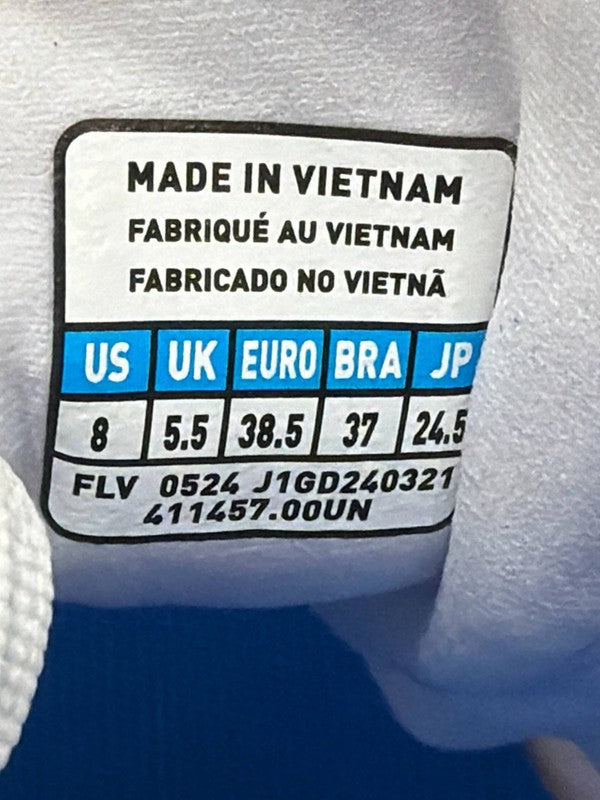 MADE IN VIETNAM
FABRIQUÉ AU VIETNAM
FABRICADO NO VIETNÃ
US UK EURO BRA JP
8 5.5 38.5 37 24.5
FLV 0524 J1GD240321
411457.00UN